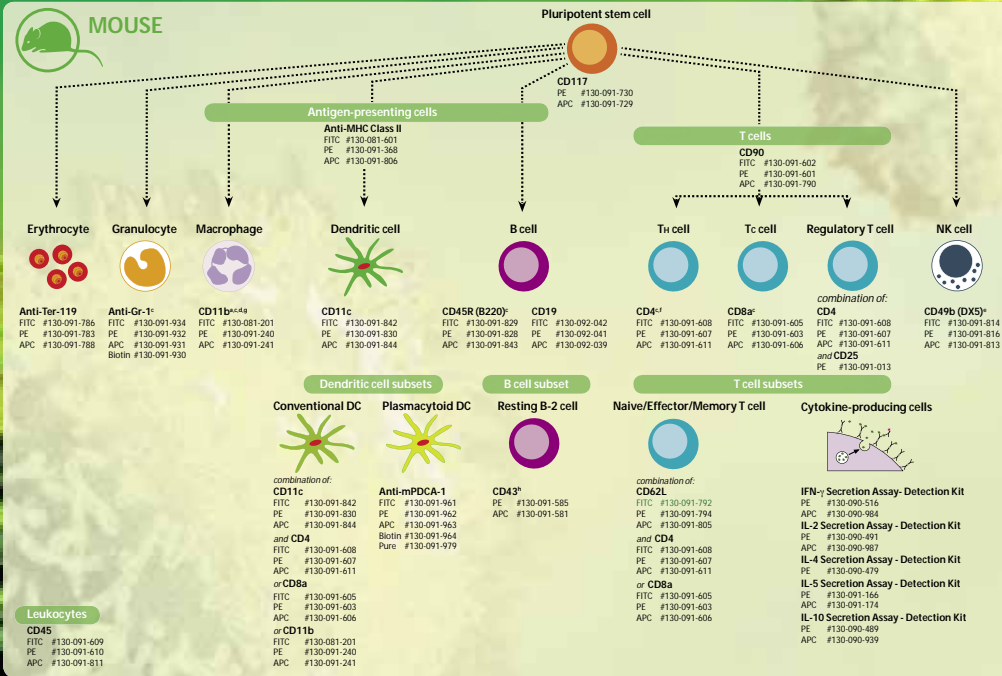 MOUSE
Pluripotent stem cell
CD117
PE #130-091-730
APC #130-091-729
Antigen-presenting cells
Anti-MHC Class II
FITC #130-081-601
PE #130-091-368
APC #130-091-806
T cells
CD90
FITC #130-091-602
PE #130-091-601
APC #130-091-790
Erythrocyte
Anti-Ter-119
FITC #130-091-786
PE #130-091-783
APC #130-091-788
Granulocyte
Anti-Gr-1ᶜ
FITC #130-091-934
PE #130-091-932
APC #130-091-931
Biotin #130-091-930
Macrophage
CD11bᵃ,ᶜ,ᵈ,ᵍ
FITC #130-081-201
PE #130-091-240
APC #130-091-241
Dendritic cell
CD11c
FITC #130-091-842
PE #130-091-830
APC #130-091-844
B cell
CD45R (B220)ᶜ
FITC #130-091-829
PE #130-091-828
APC #130-091-843
CD19
FITC #130-092-042
PE #130-092-041
APC #130-092-039
TH cell
CD4ᶜ,ᶠ
FITC #130-091-608
PE #130-091-607
APC #130-091-611
TC cell
CD8aᶜ
FITC #130-091-605
PE #130-091-603
APC #130-091-606
Regulatory T cell
combination of:
CD4
FITC #130-091-608
PE #130-091-607
APC #130-091-611
and CD25
PE #130-091-013
NK cell
CD49b (DX5)ᵉ
FITC #130-091-814
PE #130-091-816
APC #130-091-813
Dendritic cell subsets
Conventional DC
combination of:
CD11c
FITC #130-091-842
PE #130-091-830
APC #130-091-844
and CD4
FITC #130-091-608
PE #130-091-607
APC #130-091-611
or CD8a
FITC #130-091-605
PE #130-091-603
APC #130-091-606
or CD11b
FITC #130-081-201
PE #130-091-240
APC #130-091-241
Plasmacytoid DC
Anti-mPDCA-1
FITC #130-091-961
PE #130-091-962
APC #130-091-963
Biotin #130-091-964
Pure #130-091-979
B cell subset
Resting B-2 cell
CD43ʰ
PE #130-091-585
APC #130-091-581
T cell subsets
Naive/Effector/Memory T cell
combination of:
CD62L
FITC #130-091-792
PE #130-091-794
APC #130-091-805
and CD4
FITC #130-091-608
PE #130-091-607
APC #130-091-611
or CD8a
FITC #130-091-605
PE #130-091-603
APC #130-091-606
Cytokine-producing cells
IFN-γ Secretion Assay- Detection Kit
PE #130-090-516
APC #130-090-984
IL-2 Secretion Assay - Detection Kit
PE #130-090-491
APC #130-090-987
IL-4 Secretion Assay - Detection Kit
PE #130-090-479
IL-5 Secretion Assay - Detection Kit
PE #130-091-166
APC #130-091-174
IL-10 Secretion Assay - Detection Kit
PE #130-090-489
APC #130-090-939
Leukocytes
CD45
FITC #130-091-609
PE #130-091-610
APC #130-091-811